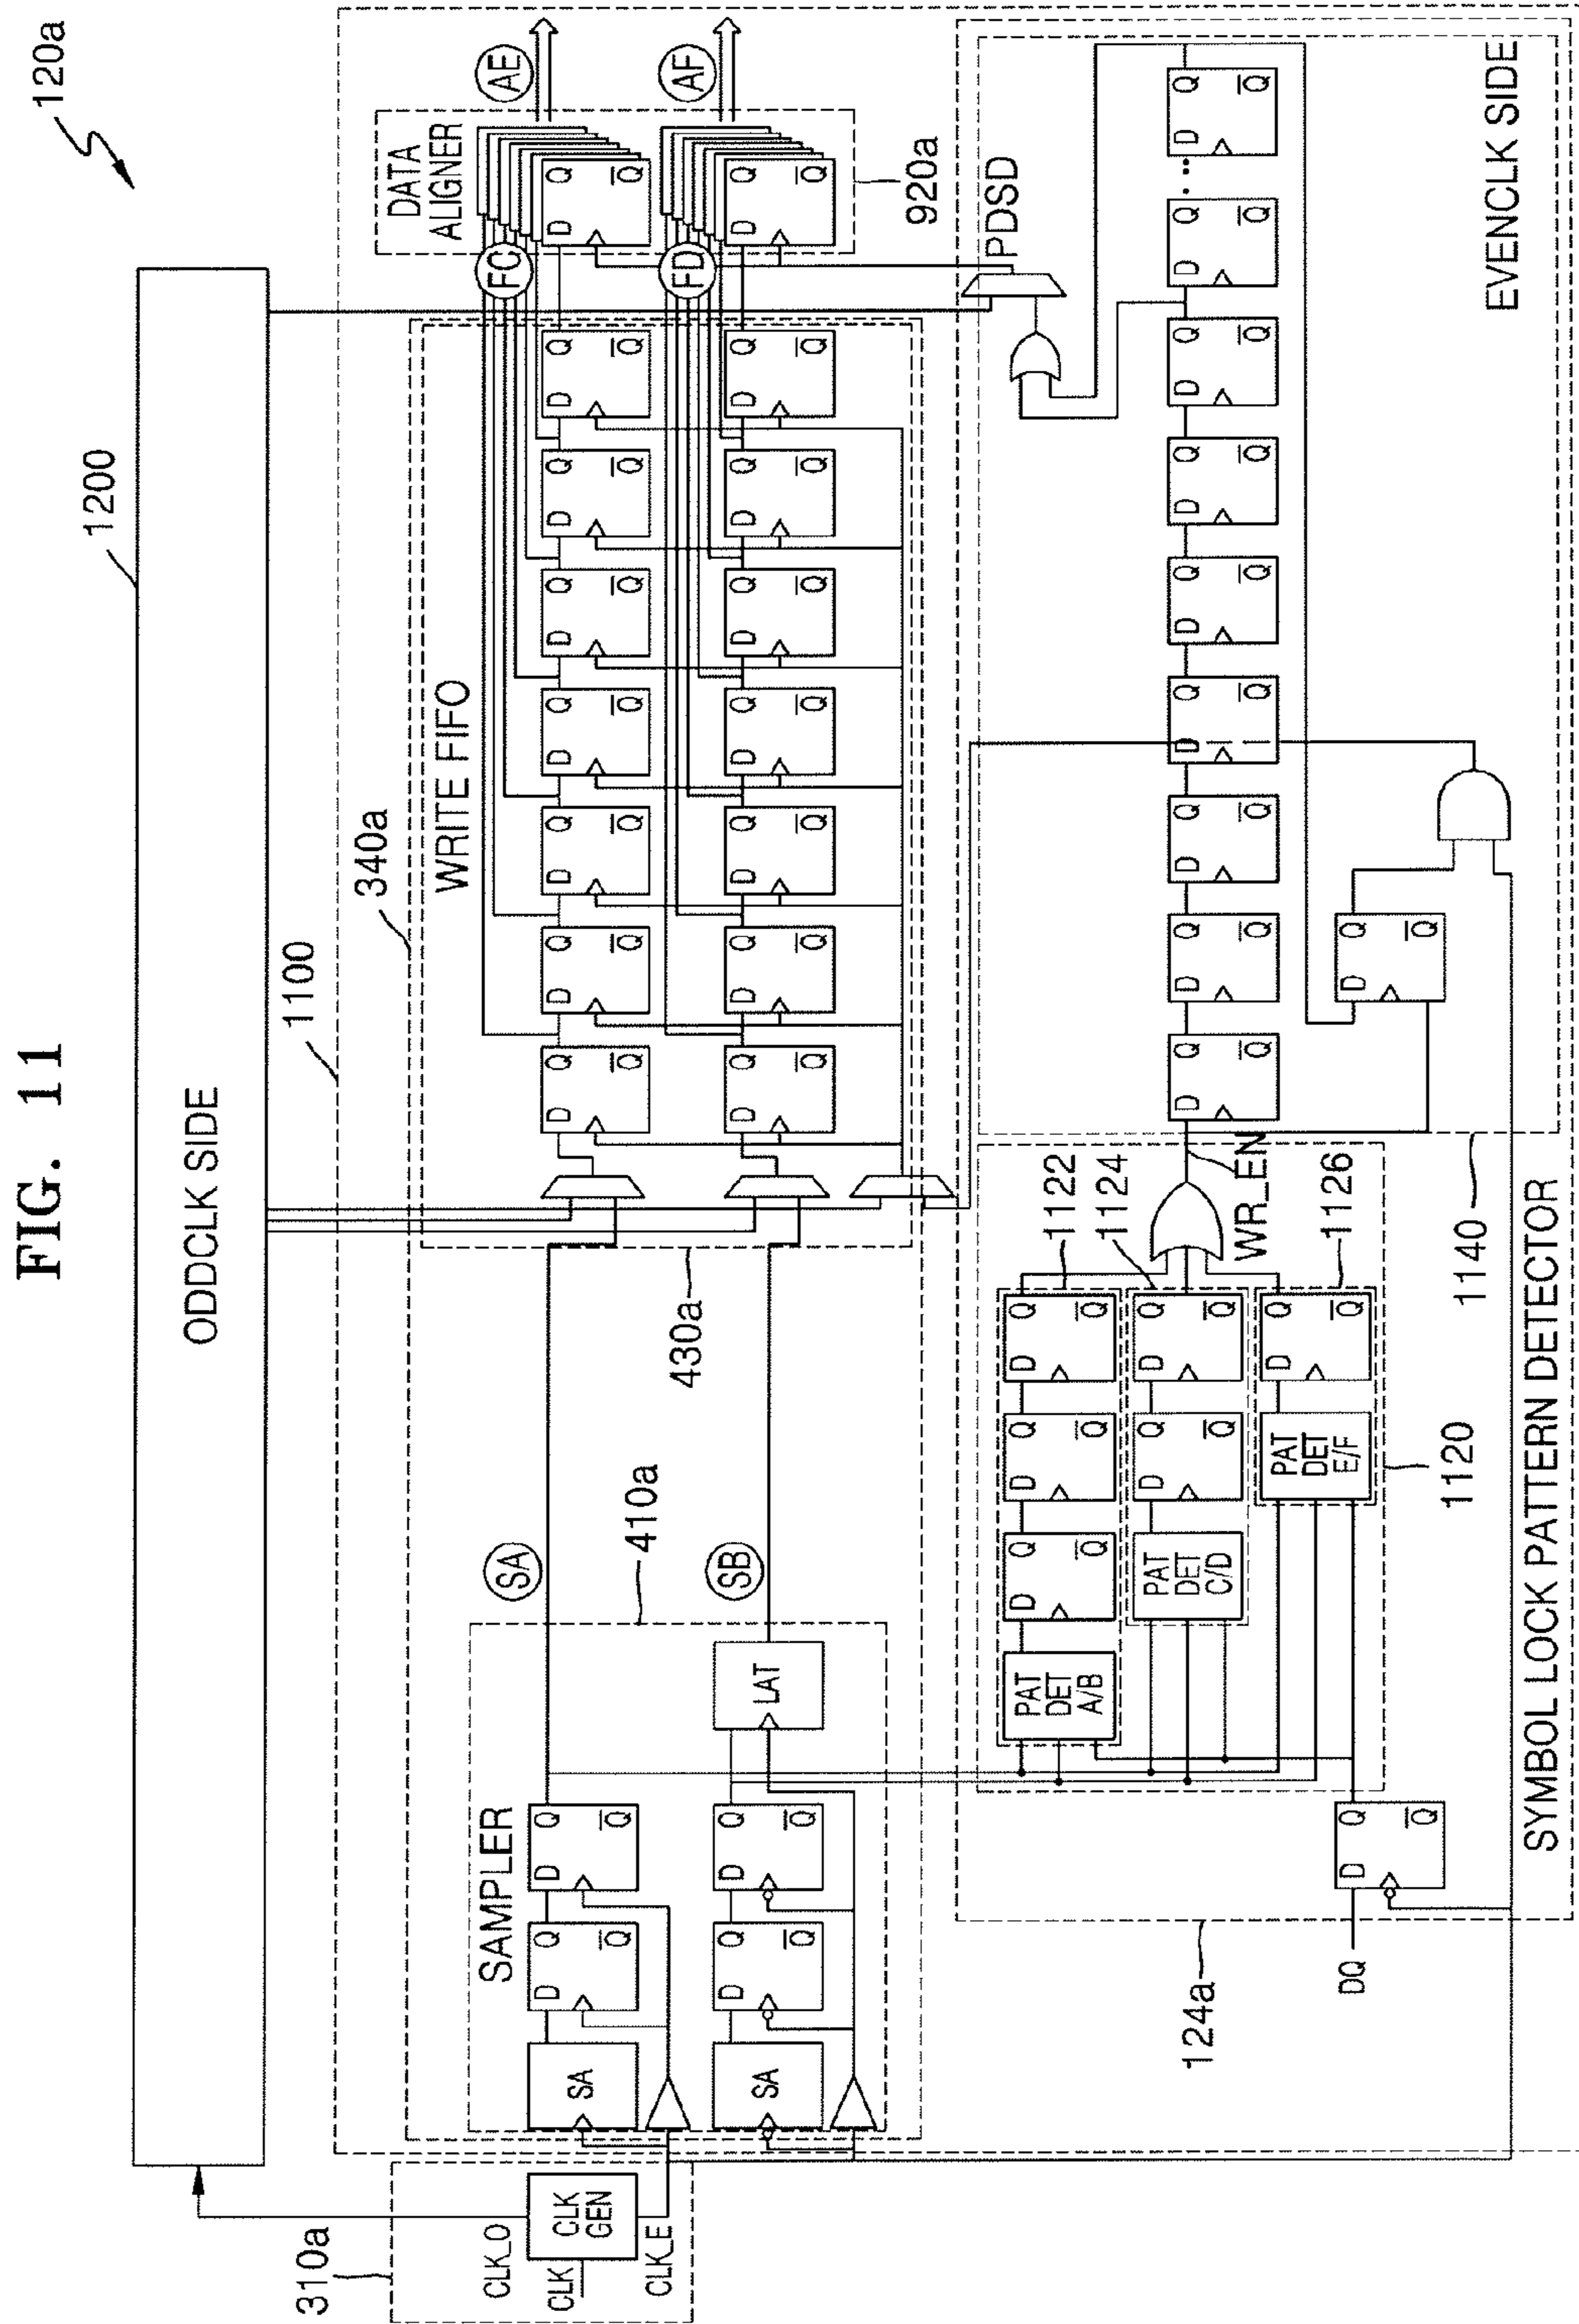 FIG. 11
120a
1200
ODDCLK SIDE
1100
310a
340a
CLK_O
CLK
CLK GEN
CLK_E
SAMPLER
WRITE FIFO
DATA
ALIGNER
SA
D Q D Q
Q̅ Q̅
SA
D Q D Q D Q D Q D Q D Q D Q D Q
Q̅ Q̅ Q̅ Q̅ Q̅ Q̅ Q̅ Q̅
FC
AE
410a
SA
D Q D Q
Q̅ Q̅
LAT
SB
430a
D Q D Q D Q D Q D Q D Q D Q D Q
Q̅ Q̅ Q̅ Q̅ Q̅ Q̅ Q̅ Q̅
FD
AF
920a
PDSD
PAT
DET
A/B
D Q D Q D Q
Q̅ Q̅ Q̅
1122
PAT
DET
C/D
D Q D Q
Q̅ Q̅
1124
WR_EN
PAT
DET
E/F
D Q
Q̅
1126
1120
124a
D Q D Q D Q D Q D Q D Q D Q D Q ... D Q
Q̅ Q̅ Q̅ Q̅ Q̅ Q̅ Q̅ Q̅ Q̅
DQ
D Q
Q̅
D Q
Q̅
1140
EVENCLK SIDE
SYMBOL LOCK PATTERN DETECTOR